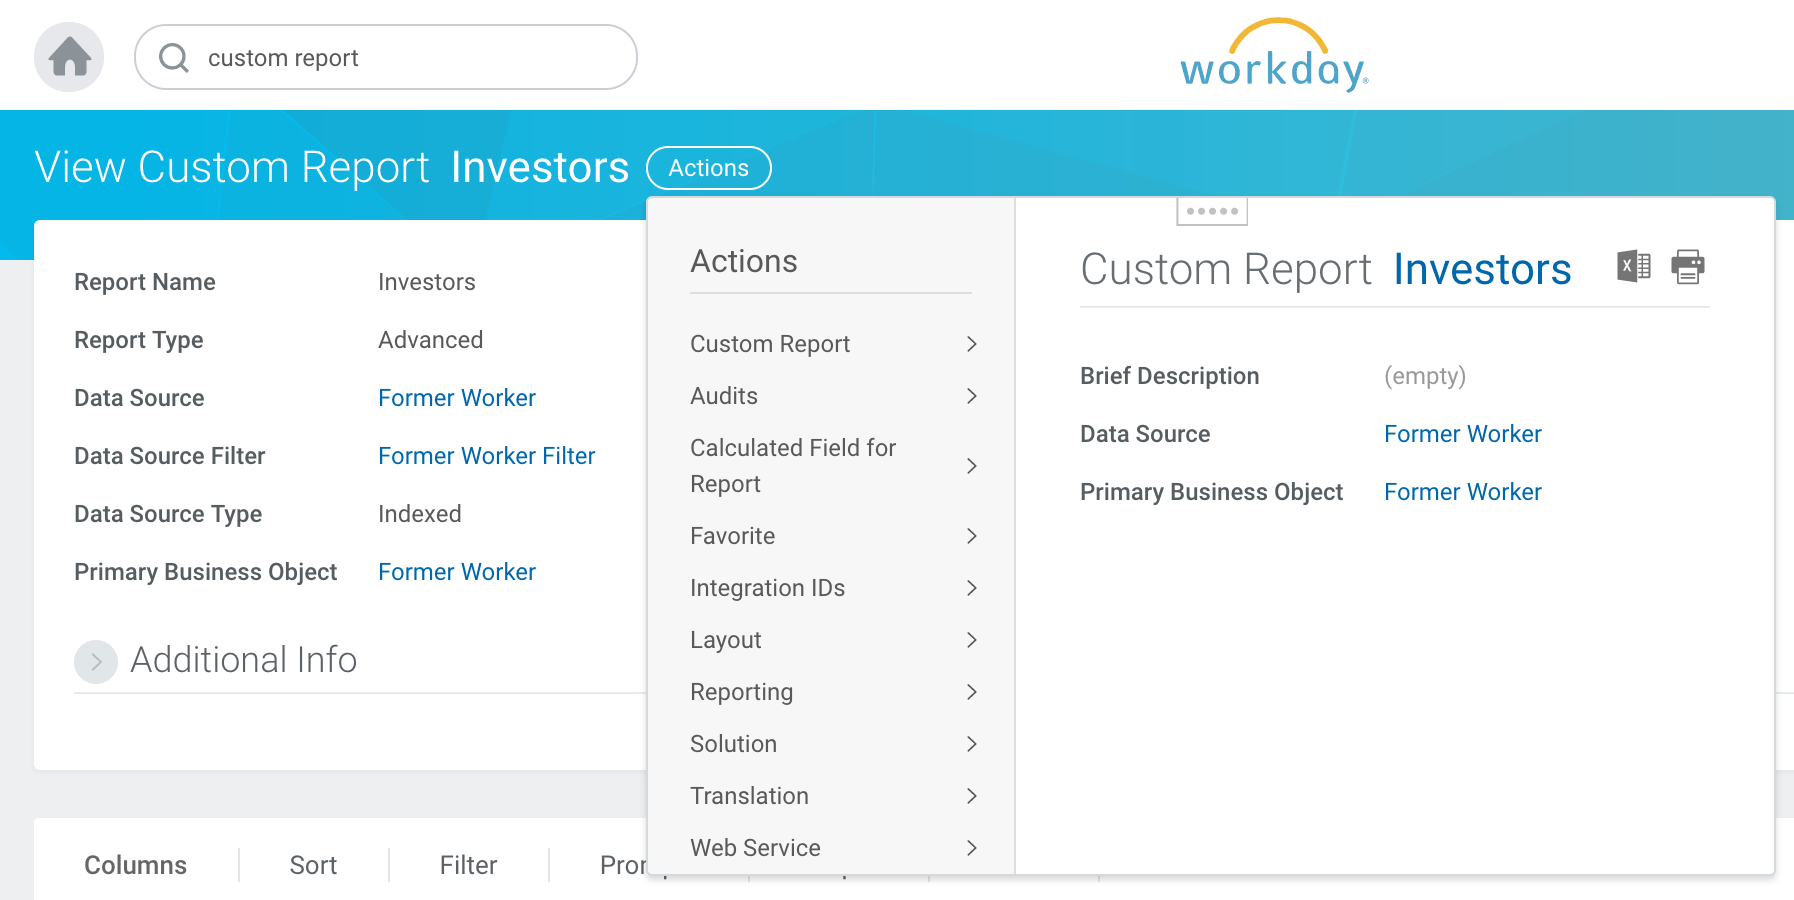 custom report
workday
View Custom Report Investors Actions
Report Name Investors
Report Type Advanced
Data Source Former Worker
Data Source Filter Former Worker Filter
Data Source Type Indexed
Primary Business Object Former Worker
Additional Info
Columns Sort Filter
Actions
Custom Report
Audits
Calculated Field for
Report
Favorite
Integration IDs
Layout
Reporting
Solution
Translation
Web Service
Custom Report Investors
Brief Description (empty)
Data Source Former Worker
Primary Business Object Former Worker